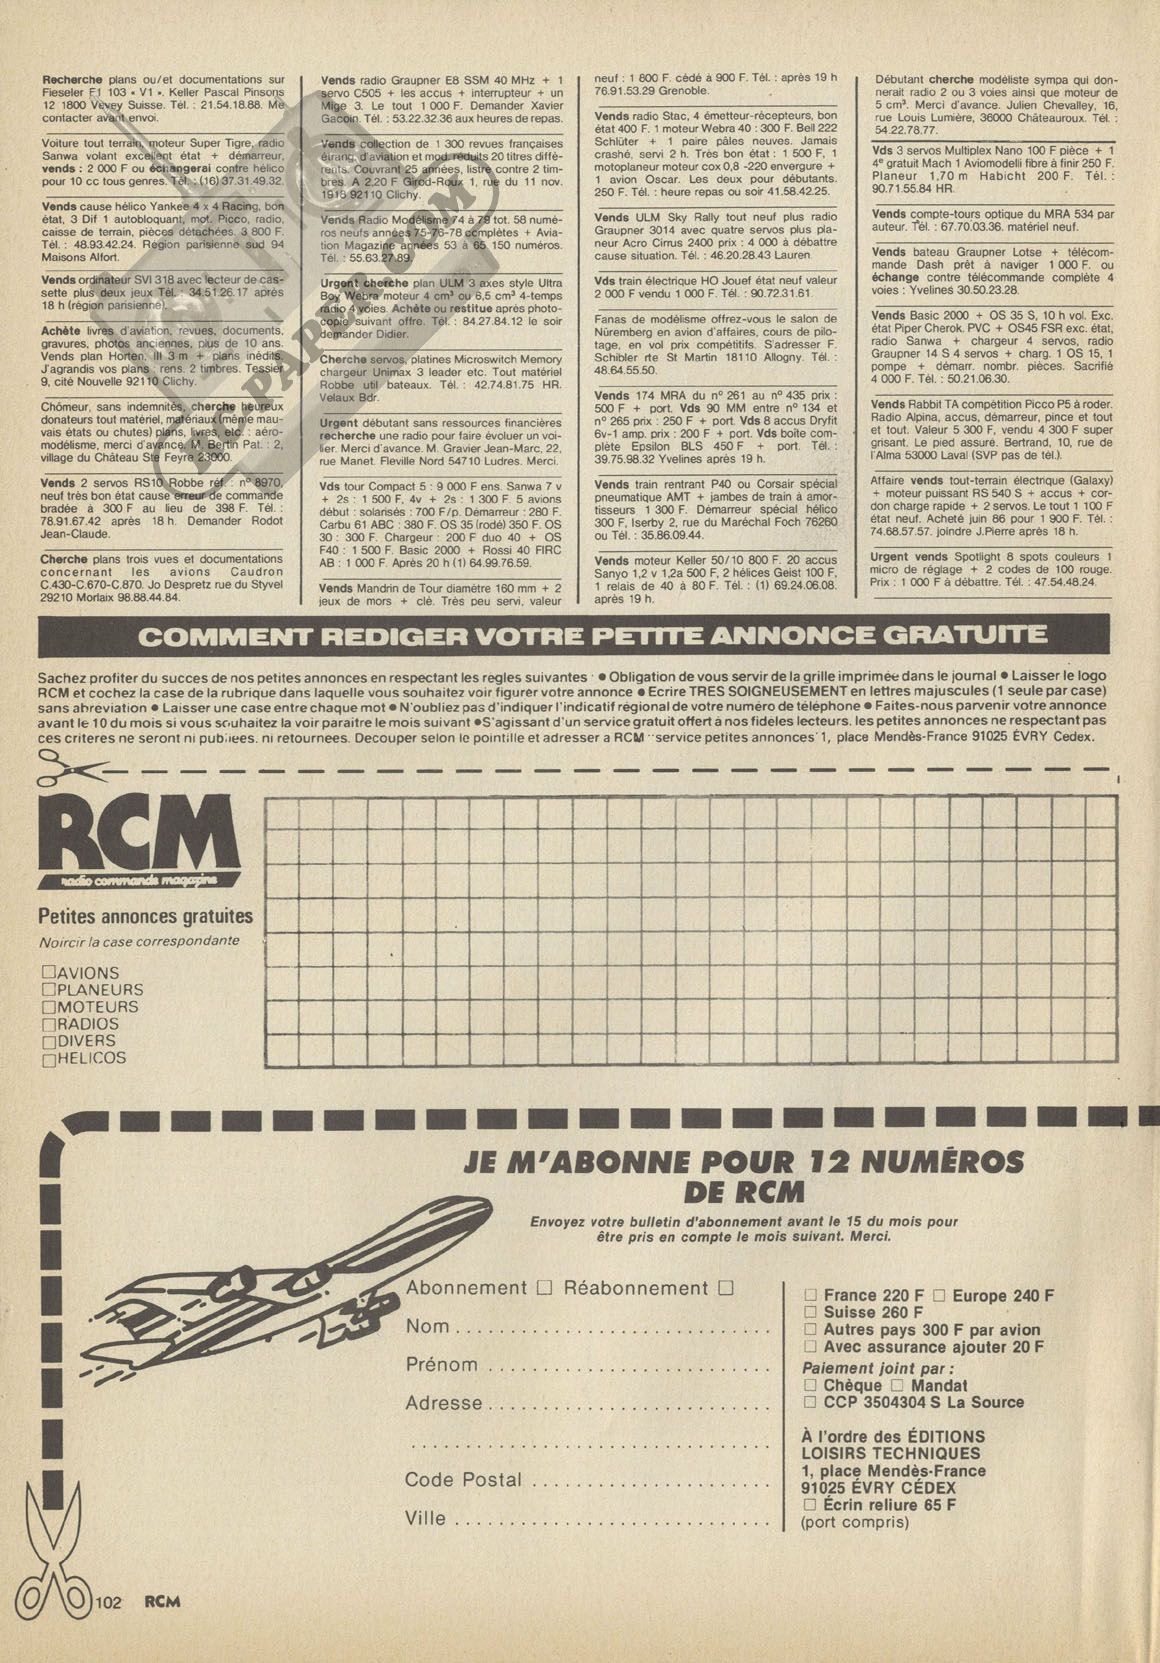 Recherche plans ou/et documentations sur
Fieseler F1 103 « V1 ». Keller Pascal Pinsons
12 1800 Vevey Suisse. Tél. : 21.54.18.88. Me
contacter avant envoi.
Voiture tout terrain, moteur Super Tigre, radio
Sanwa volant excellent état + démarreur,
vends : 2 000 F ou échangerai contre hélico
pour 10 cc tous genres. Tél. : (16) 37.31.49.32.
Vends cause hélico Yankee 4 x 4 Racing, bon
état, 3 Dif 1 autobloquant, mot. Picco, radio,
caisse de terrain, pièces détachées. 3 800 F.
Tél. : 48.93.42.24. Région parisienne sud 94
Maisons Alfort.
Vends ordinateur SVI 318 avec lecteur de cas-
sette plus deux jeux Tél. 34.51.26.17 après
18 h (région parisienne).
Achète livres d'aviation, revues, documents,
gravures, photos anciennes, plus de 10 ans.
Vends plan Horten, III 3 m + plans inédits.
J'agrandis vos plans : rens. 2 timbres. Tessier
9, cité Nouvelle 92110 Clichy.
Chômeur, sans indemnités, cherche heureux
donateurs tout matériel, matériaux (même mau-
vais états ou chutes) plans, livres, etc. : aéro-
modélisme, merci d'avance. M. Bertin Pat. : 2,
village du Château Ste Feyre 23000.
Vends 2 servos RS10 Robbe réf. : nº 8970,
neuf très bon état cause erreur de commande
bradée à 300 F au lieu de 398 F. Tél. :
78.91.67.42 après 18 h. Demander Rodot
Jean-Claude.
Cherche plans trois vues et documentations
concernant les avions Caudron
C.430-C.670-C.870. Jo Despretz rue du Styvel
29210 Morlaix 98.88.44.84.
Vends radio Graupner E8 SSM 40 MHz + 1
servo C505 + les accus + interrupteur + un
Mige 3. Le tout 1 000 F. Demander Xavier
Gacoin. Tél. : 53.22.32.36 aux heures de repas.
Vends collection de 1 300 revues françaises
étrang. d'aviation et mod. réduits 20 titres diffé-
rents. Couvrant 25 années, listre contre 2 tim-
bres. A 2,20 F Girod-Roux 1, rue du 11 nov.
1918 92110 Clichy.
Vends Radio Modélisme 74 à 79 tot. 58 numé-
ros neufs années 75-76-78 complètes + Avia-
tion Magazine années 53 à 65 150 numéros.
Tél. : 55.63.27.89.
Urgent cherche plan ULM 3 axes style Ultra
Boy Webra moteur 4 cm³ ou 6,5 cm³ 4-temps
radio 4 voies. Achète ou restitue après photo-
copie suivant offre. Tél. : 84.27.84.12 le soir
demander Didier.
Cherche servos, platines Microswitch Memory
chargeur Unimax 3 leader etc. Tout matériel
Robbe util bateaux. Tél. : 42.74.81.75 HR.
Velaux Bdr.
Urgent débutant sans ressources financières
recherche une radio pour faire évoluer un voi-
lier. Merci d'avance. M. Gravier Jean-Marc, 22,
rue Manet. Fleville Nord 54710 Ludres. Merci.
Vds tour Compact 5 : 9 000 F ens. Sanwa 7 v
+ 2s : 1 500 F, 4v + 2s : 1 300 F. 5 avions
début : solarisés : 700 F/p. Démarreur : 280 F.
Carbu 61 ABC : 380 F. OS 35 (rodé) 350 F. OS
30 : 300 F. Chargeur : 200 F duo 40 + OS
F40 : 1 500 F. Basic 2000 + Rossi 40 FIRC
AB : 1 000 F. Après 20 h (1) 64.99.76.59.
Vends Mandrin de Tour diamètre 160 mm + 2
jeux de mors + clé. Très peu servi, valeur
neuf : 1 800 F. cédé à 900 F. Tél. : après 19 h
76.91.53.29 Grenoble.
Vends radio Stac, 4 émetteur-récepteurs, bon
état 400 F. 1 moteur Webra 40 : 300 F. Bell 222
Schlüter + 1 paire pâles neuves. Jamais
crashé, servi 2 h. Très bon état : 1 500 F, 1
motoplaneur moteur cox 0,8 -220 envergure +
1 avion Oscar. Les deux pour débutants.
250 F. Tél. : heure repas ou soir 41.58.42.25.
Vends ULM Sky Rally tout neuf plus radio
Graupner 3014 avec quatre servos plus pla-
neur Acro Cirrus 2400 prix : 4 000 à débattre
cause situation. Tél. : 46.20.28.43 Lauren.
Vds train électrique HO Jouef état neuf valeur
2 000 F vendu 1 000 F. Tél. : 90.72.31.61.
Fanas de modélisme offrez-vous le salon de
Nüremberg en avion d'affaires, cours de pilo-
tage, en vol prix compétitifs. S'adresser F.
Schibler rte St Martin 18110 Allogny. Tél. :
48.64.55.50.
Vends 174 MRA du nº 261 au nº 435 prix :
500 F + port. Vds 90 MM entre nº 134 et
nº 265 prix : 250 F + port. Vds 8 accus Dryfit
6v-1 amp. prix : 200 F + port. Vds boîte com-
plète Epsilon BLS 450 F + port. Tél. :
39.75.98.32 Yvelines après 19 h.
Vends train rentrant P40 ou Corsair spécial
pneumatique AMT + jambes de train à amor-
tisseurs 1 300 F. Démarreur spécial hélico
300 F, Iserby 2, rue du Maréchal Foch 76260
ou Tél. : 35.86.09.44.
Vends moteur Keller 50/10 800 F. 20 accus
Sanyo 1,2 v 1,2a 500 F, 2 hélices Geist 100 F,
1 relais de 40 à 80 F. Tél. : (1) 69.24.06.08.
après 19 h.
Débutant cherche modéliste sympa qui don-
nerait radio 2 ou 3 voies ainsi que moteur de
5 cm³. Merci d'avance. Julien Chevalley, 16,
rue Louis Lumière, 36000 Châteauroux. Tél. :
54.22.78.77.
Vds 3 servos Multiplex Nano 100 F pièce + 1
4e gratuit Mach 1 Aviomodelli fibre à finir 250 F.
Planeur 1,70 m Habicht 200 F. Tél. :
90.71.55.84 HR.
Vends compte-tours optique du MRA 534 par
auteur. Tél. : 67.70.03.36. matériel neuf.
Vends bateau Graupner Lotse + télécom-
mande Dash prêt à naviger 1 000 F. ou
échange contre télécommande complète 4
voies : Yvelines 30.50.23.28.
Vends Basic 2000 + OS 35 S, 10 h vol. Exc.
état Piper Cherok. PVC + OS45 FSR exc. état,
radio Sanwa + chargeur 4 servos, radio
Graupner 14 S 4 servos + charg. 1 OS 15, 1
pompe + démarr. nombr. pièces. Sacrifié
4 000 F. Tél. : 50.21.06.30.
Vends Rabbit TA compétition Picco P5 à roder.
Radio Alpina, accus, démarreur, pince et tout
et tout. Valeur 5 300 F, vendu 4 300 F super
grisant. Le pied assuré. Bertrand, 10, rue de
l'Alma 53000 Laval (SVP pas de tél.).
Affaire vends tout-terrain électrique (Galaxy)
+ moteur puissant RS 540 S + accus + cor-
don charge rapide + 2 servos. Le tout 1 100 F
état neuf. Acheté juin 86 pour 1 900 F. Tél. :
74.68.57.57. joindre J.Pierre après 18 h.
Urgent vends Spotlight 8 spots couleurs 1
micro de réglage + 2 codes de 100 rouge.
Prix : 1 000 F à débattre. Tél. : 47.54.48.24.
RC-PAPER.COM
COMMENT REDIGER VOTRE PETITE ANNONCE GRATUITE
Sachez profiter du succes de nos petites annonces en respectant les regles suivantes : ● Obligation de vous servir de la grille imprimée dans le journal ● Laisser le logo
RCM et cochez la case de la rubrique dans laquelle vous souhaitez voir figurer votre annonce ● Ecrire TRES SOIGNEUSEMENT en lettres majuscules (1 seule par case)
sans abreviation ● Laisser une case entre chaque mot ● N'oubliez pas d'indiquer l'indicatif régional de votre numéro de téléphone ● Faites-nous parvenir votre annonce
avant le 10 du mois si vous souhaitez la voir paraitre le mois suivant ● S'agissant d'un service gratuit offert à nos fidèles lecteurs. les petites annonces ne respectant pas
ces criteres ne seront ni publiees. ni retournees. Decouper selon le pointille et adresser a RCM "service petites annonces" 1, place Mendès-France 91025 ÉVRY Cedex.
RCM
radio commande magazine
Petites annonces gratuites
Noircir la case correspondante
□ AVIONS
□ PLANEURS
□ MOTEURS
□ RADIOS
□ DIVERS
□ HELICOS
JE M'ABONNE POUR 12 NUMÉROS
DE RCM
Envoyez votre bulletin d'abonnement avant le 15 du mois pour
être pris en compte le mois suivant. Merci.
Abonnement □ Réabonnement □
Nom
Prénom
Adresse
Code Postal
Ville
□ France 220 F □ Europe 240 F
□ Suisse 260 F
□ Autres pays 300 F par avion
□ Avec assurance ajouter 20 F
Paiement joint par :
□ Chèque □ Mandat
□ CCP 3504304 S La Source
À l'ordre des ÉDITIONS
LOISIRS TECHNIQUES
1, place Mendès-France
91025 ÉVRY CÉDEX
□ Écrin reliure 65 F
(port compris)
102 RCM